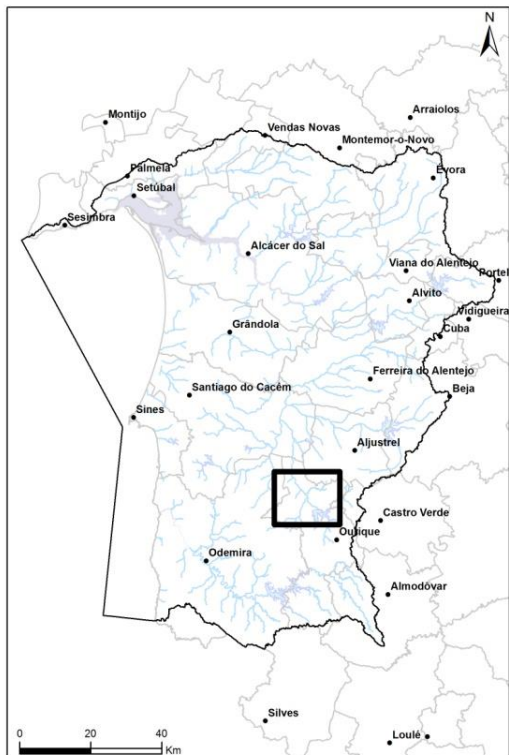 N
Arraiolos
Montijo
Vendas Novas
Montemor-o-Novo
Palmela
Évora
Setúbal
Sesimbra
Alcácer do Sal
Viana do Alentejo
Portel
Alvito
Vidigueira
Grândola
Cuba
Ferreira do Alentejo
Santiago do Cacém
Beja
Sines
Aljustrel
Castro Verde
Ourique
Odemira
Almodôvar
Silves
Loulé
0 20 40
Km